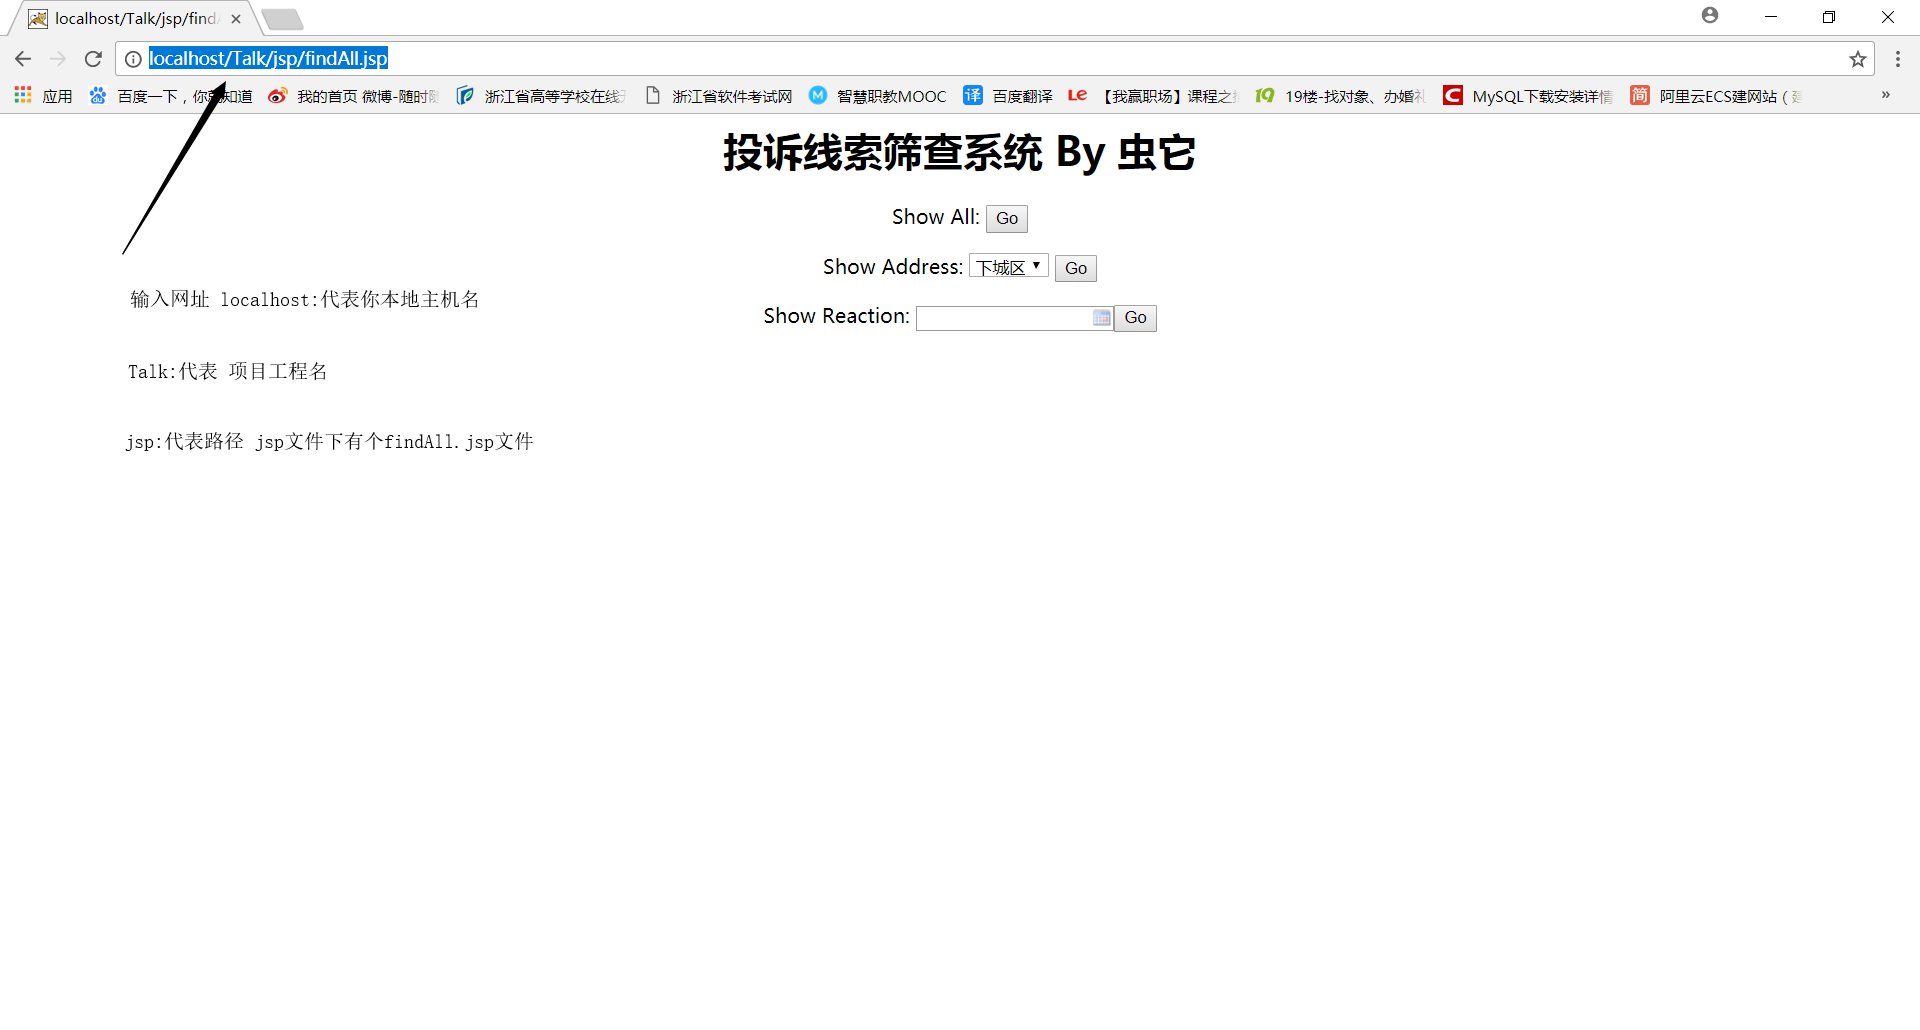 localhost/Talk/jsp/find
localhost/Talk/jsp/findAll.jsp
应用 百度一下，你就知道 我的首页 微博-随时随 浙江省高等学校在线 浙江省软件考试网 智慧职教MOOC 百度翻译 【我赢职场】课程之 19楼-找对象、办婚礼 MySQL下载安装详情 阿里云ECS建网站（ »
投诉线索筛查系统 By 虫它
Show All: Go
Show Address: 下城区 Go
Show Reaction: Go
输入网址 localhost:代表你本地主机名
Talk:代表 项目工程名
jsp:代表路径 jsp文件下有个findAll.jsp文件